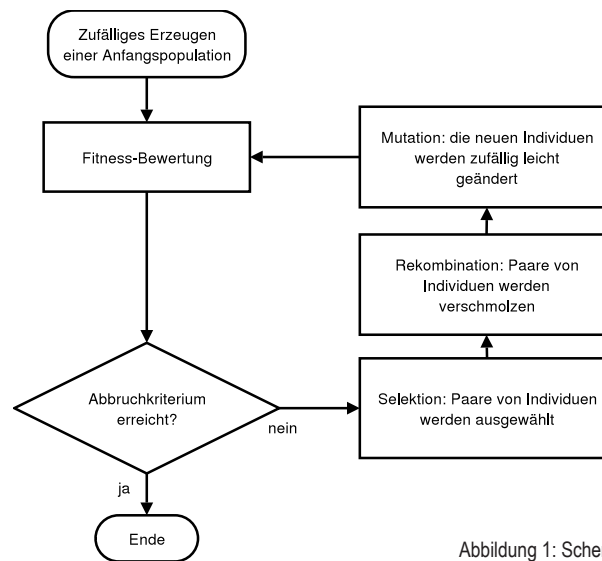 Zufälliges Erzeugen
einer Anfangspopulation
Fitness-Bewertung
Mutation: die neuen Individuen
werden zufällig leicht
geändert
Rekombination: Paare von
Individuen werden
verschmolzen
Abbruchkriterium
erreicht?
nein
Selektion: Paare von Individuen
werden ausgewählt
ja
Ende
Abbildung 1: